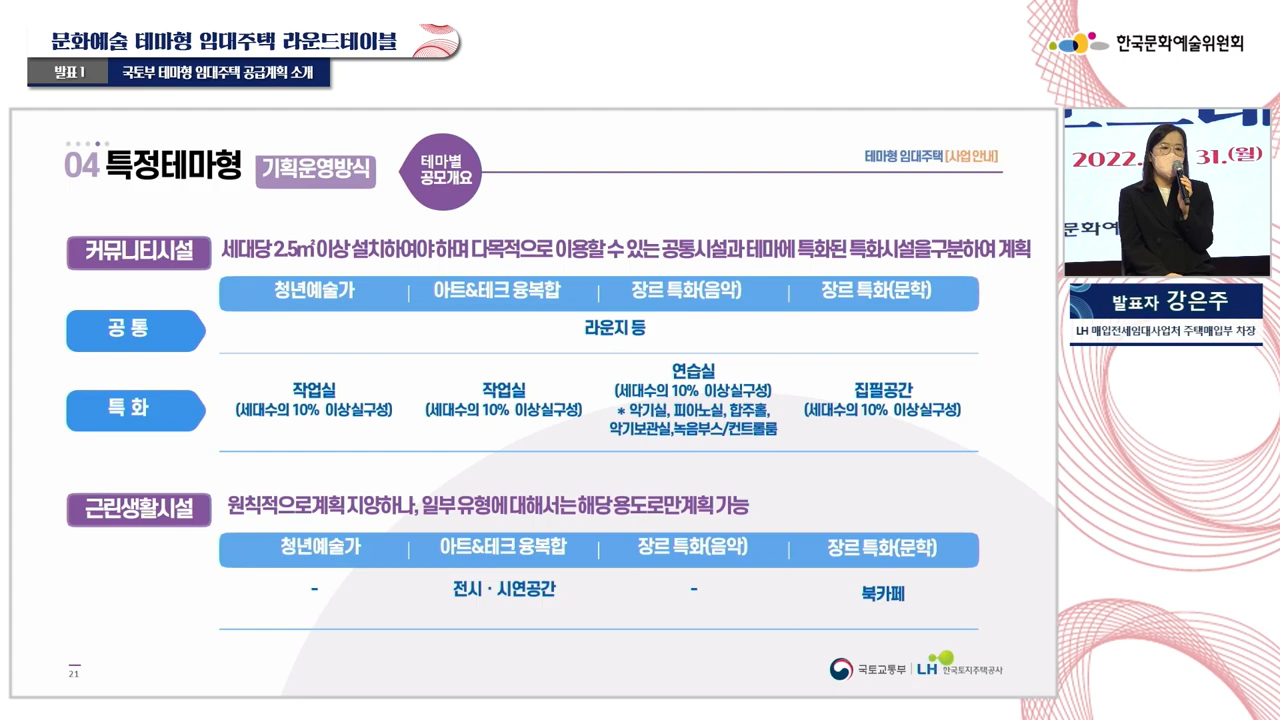 문화예술 테마형 임대주택 라운드테이블
발표 1 국토부 테마형 임대주택 공급계획 소개
한국문화예술위원회
04 특정테마형 기획운영방식
테마별
공모개요
테마형 임대주택 [사업 안내]
커뮤니티시설 세대당 2.5㎡ 이상 설치하여야 하며 다목적으로 이용할 수 있는 공통시설과 테마에 특화된 특화시설을구분하여 계획
청년예술가 아트&테크 융복합 장르 특화(음악) 장르 특화(문학)
공 통 라운지 등
특 화
작업실
(세대수의 10% 이상실구성)
작업실
(세대수의 10% 이상실구성)
연습실
(세대수의 10% 이상실구성)
* 악기실, 피아노실, 합주홀,
악기보관실,녹음부스/컨트롤룸
집필공간
(세대수의 10% 이상실구성)
근린생활시설 원칙적으로계획 지양하나, 일부 유형에 대해서는 해당 용도로만계획 가능
청년예술가 아트&테크 융복합 장르 특화(음악) 장르 특화(문학)
- 전시 · 시연공간 - 북카페
21
국토교통부 LH 한국토지주택공사
2022. 31.(월)
문화예
발표자 강은주
LH 매입전세임대사업처 주택매입부 차장